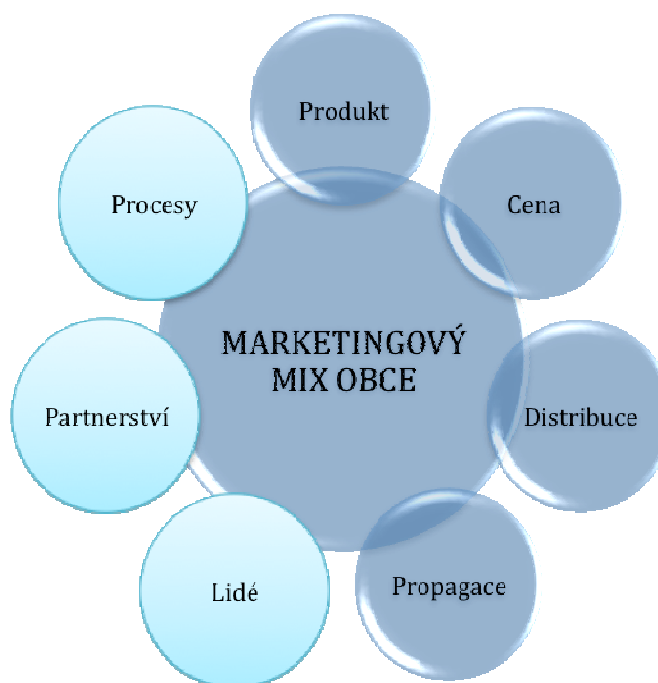 Produkt
Procesy
Cena
MARKETINGOVÝ
MIX OBCE
Partnerství
Distribuce
Lidé
Propagace